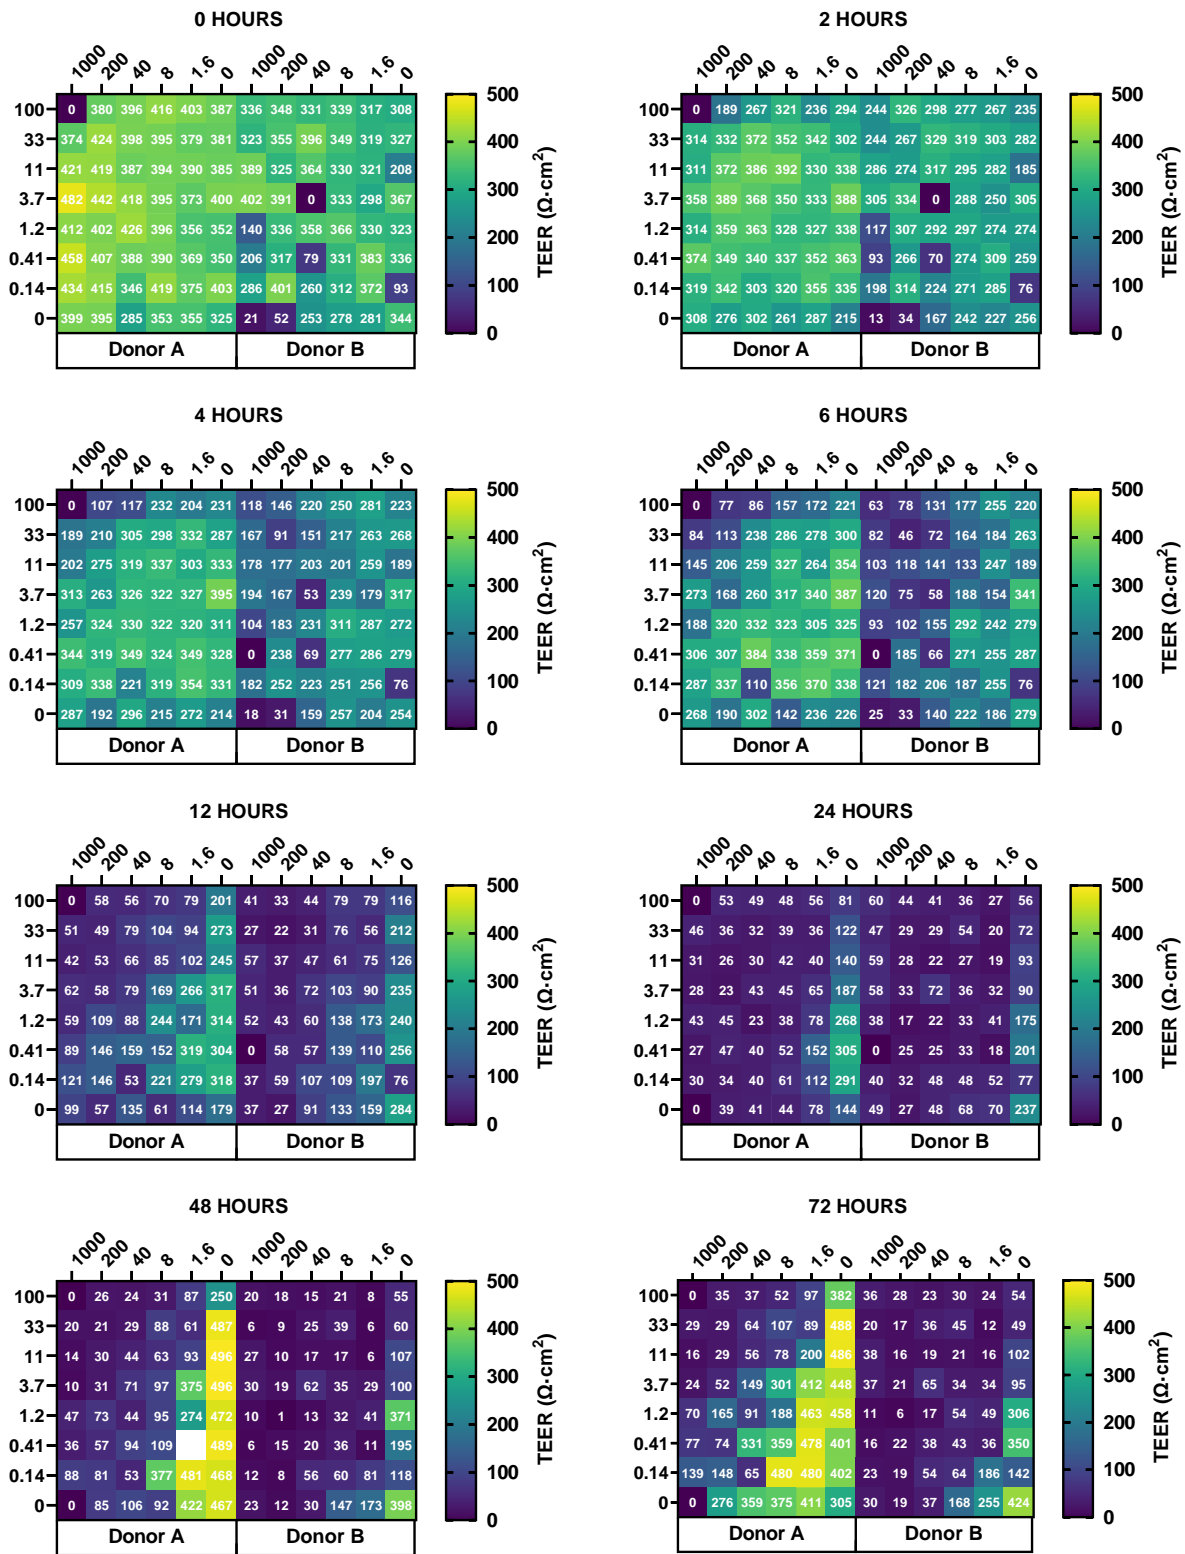 0 HOURS
1000 200 40 8 1.6 0 1000 200 40 8 1.6 0
100 0 380 396 416 403 387 336 348 331 339 317 308
33 374 424 398 395 379 381 323 355 396 349 319 327
11 421 419 387 394 390 385 389 325 364 330 321 208
3.7 482 442 418 395 373 400 402 391 0 333 298 367
1.2 412 402 426 396 356 352 140 336 358 366 330 323
0.41 458 407 388 390 369 350 206 317 79 331 383 336
0.14 434 415 346 419 375 403 286 401 260 312 372 93
0 399 395 285 353 355 325 21 52 253 278 281 344
Donor A Donor B
500 400 300 200 100 0
TEER (Ω·cm²)
2 HOURS
1000 200 40 8 1.6 0 1000 200 40 8 1.6 0
100 0 189 267 321 236 294 244 326 298 277 267 235
33 314 332 372 352 342 302 244 267 329 319 303 282
11 311 372 386 392 330 338 286 274 317 295 282 185
3.7 358 389 368 350 333 388 305 334 0 288 250 305
1.2 314 359 363 328 327 338 117 307 292 297 274 274
0.41 374 349 340 337 352 363 93 266 70 274 309 259
0.14 319 342 303 320 355 335 198 314 224 271 285 76
0 308 276 302 261 287 215 13 34 167 242 227 256
Donor A Donor B
500 400 300 200 100 0
TEER (Ω·cm²)
4 HOURS
1000 200 40 8 1.6 0 1000 200 40 8 1.6 0
100 0 107 117 232 204 231 118 146 220 250 281 223
33 189 210 305 298 332 287 167 91 151 217 263 268
11 202 275 319 337 303 333 178 177 203 201 259 189
3.7 313 263 326 322 327 395 194 167 53 239 179 317
1.2 257 324 330 322 320 311 104 183 231 311 287 272
0.41 344 319 349 324 349 328 0 238 69 277 286 279
0.14 309 338 221 319 354 331 182 252 223 251 256 76
0 287 192 296 215 272 214 18 31 159 257 204 254
Donor A Donor B
500 400 300 200 100 0
TEER (Ω·cm²)
6 HOURS
1000 200 40 8 1.6 0 1000 200 40 8 1.6 0
100 0 77 86 157 172 221 63 78 131 177 255 220
33 84 113 238 286 278 300 82 46 72 164 184 263
11 145 206 259 327 264 354 103 118 141 133 247 189
3.7 273 168 260 317 340 387 120 75 58 188 154 341
1.2 188 320 332 323 305 325 93 102 155 292 242 279
0.41 306 307 384 338 359 371 0 185 66 271 255 287
0.14 287 337 110 356 370 338 121 182 206 187 255 76
0 268 190 302 142 236 226 25 33 140 222 186 279
Donor A Donor B
500 400 300 200 100 0
TEER (Ω·cm²)
12 HOURS
1000 200 40 8 1.6 0 1000 200 40 8 1.6 0
100 0 58 56 70 79 201 41 33 44 79 79 116
33 51 49 79 104 94 273 27 22 31 76 56 212
11 42 53 66 85 102 245 57 37 47 61 75 126
3.7 62 58 79 169 266 317 51 36 72 103 90 235
1.2 59 109 88 244 171 314 52 43 60 138 173 240
0.41 89 146 159 152 319 304 0 58 57 139 110 256
0.14 121 146 53 221 279 318 37 59 107 109 197 76
0 99 57 135 61 114 179 37 27 91 133 159 284
Donor A Donor B
500 400 300 200 100 0
TEER (Ω·cm²)
24 HOURS
1000 200 40 8 1.6 0 1000 200 40 8 1.6 0
100 0 53 49 48 56 81 60 44 41 36 27 56
33 46 36 32 39 36 122 47 29 29 54 20 72
11 31 26 30 42 40 140 59 28 22 27 19 93
3.7 28 23 43 45 65 187 58 33 72 36 32 90
1.2 43 45 23 38 78 268 38 17 22 33 41 175
0.41 27 47 40 52 152 305 0 25 25 33 18 201
0.14 30 34 40 61 112 291 40 32 48 48 52 77
0 0 39 41 44 78 144 49 27 48 68 70 237
Donor A Donor B
500 400 300 200 100 0
TEER (Ω·cm²)
48 HOURS
1000 200 40 8 1.6 0 1000 200 40 8 1.6 0
100 0 26 24 31 87 250 20 18 15 21 8 55
33 20 21 29 88 61 487 6 9 25 39 6 60
11 14 30 44 63 93 496 27 10 17 17 6 107
3.7 10 31 71 97 375 496 30 19 62 35 29 100
1.2 47 73 44 95 274 472 10 1 13 32 41 371
0.41 36 57 94 109 489 6 15 20 36 11 195
0.14 88 81 53 377 481 468 12 8 56 60 81 118
0 0 85 106 92 422 467 23 12 30 147 173 398
Donor A Donor B
500 400 300 200 100 0
TEER (Ω·cm²)
72 HOURS
1000 200 40 8 1.6 0 1000 200 40 8 1.6 0
100 0 35 37 52 97 382 36 28 23 30 24 54
33 29 29 64 107 89 488 20 17 36 45 12 49
11 16 29 56 78 200 486 38 16 19 21 16 102
3.7 24 52 149 301 412 448 37 21 65 34 34 95
1.2 70 165 91 188 463 458 11 6 17 54 49 306
0.41 77 74 331 359 478 401 16 22 38 43 36 350
0.14 139 148 65 480 480 402 23 19 54 64 186 142
0 0 276 359 375 411 305 30 19 37 168 255 424
Donor A Donor B
500 400 300 200 100 0
TEER (Ω·cm²)